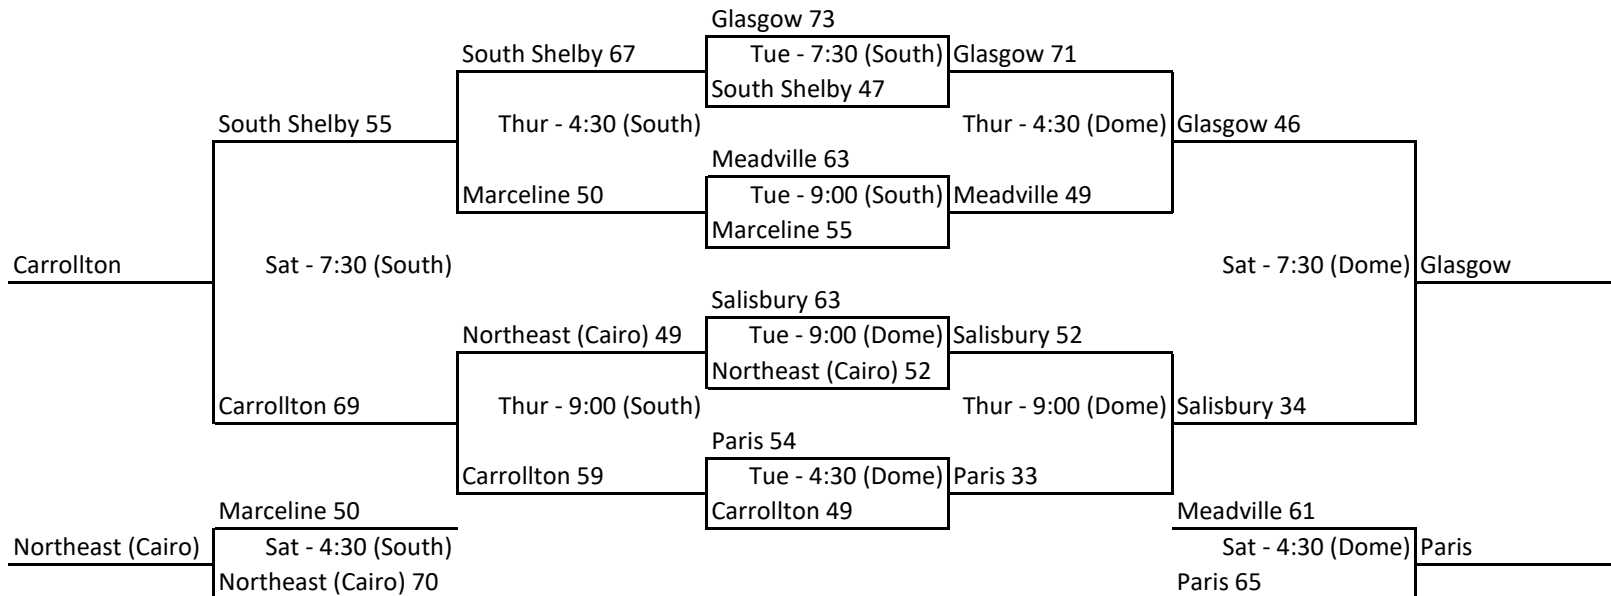 Glasgow 73
South Shelby 67
Tue - 7:30 (South)
Glasgow 71
South Shelby 47
South Shelby 55
Thur - 4:30 (South)
Thur - 4:30 (Dome)
Glasgow 46
Meadville 63
Marceline 50
Tue - 9:00 (South)
Meadville 49
Marceline 55
Carrollton
Sat - 7:30 (South)
Sat - 7:30 (Dome)
Glasgow
Salisbury 63
Northeast (Cairo) 49
Tue - 9:00 (Dome)
Salisbury 52
Northeast (Cairo) 52
Carrollton 69
Thur - 9:00 (South)
Thur - 9:00 (Dome)
Salisbury 34
Paris 54
Carrollton 59
Tue - 4:30 (Dome)
Paris 33
Marceline 50
Carrollton 49
Meadville 61
Northeast (Cairo)
Sat - 4:30 (South)
Sat - 4:30 (Dome)
Paris
Northeast (Cairo) 70
Paris 65